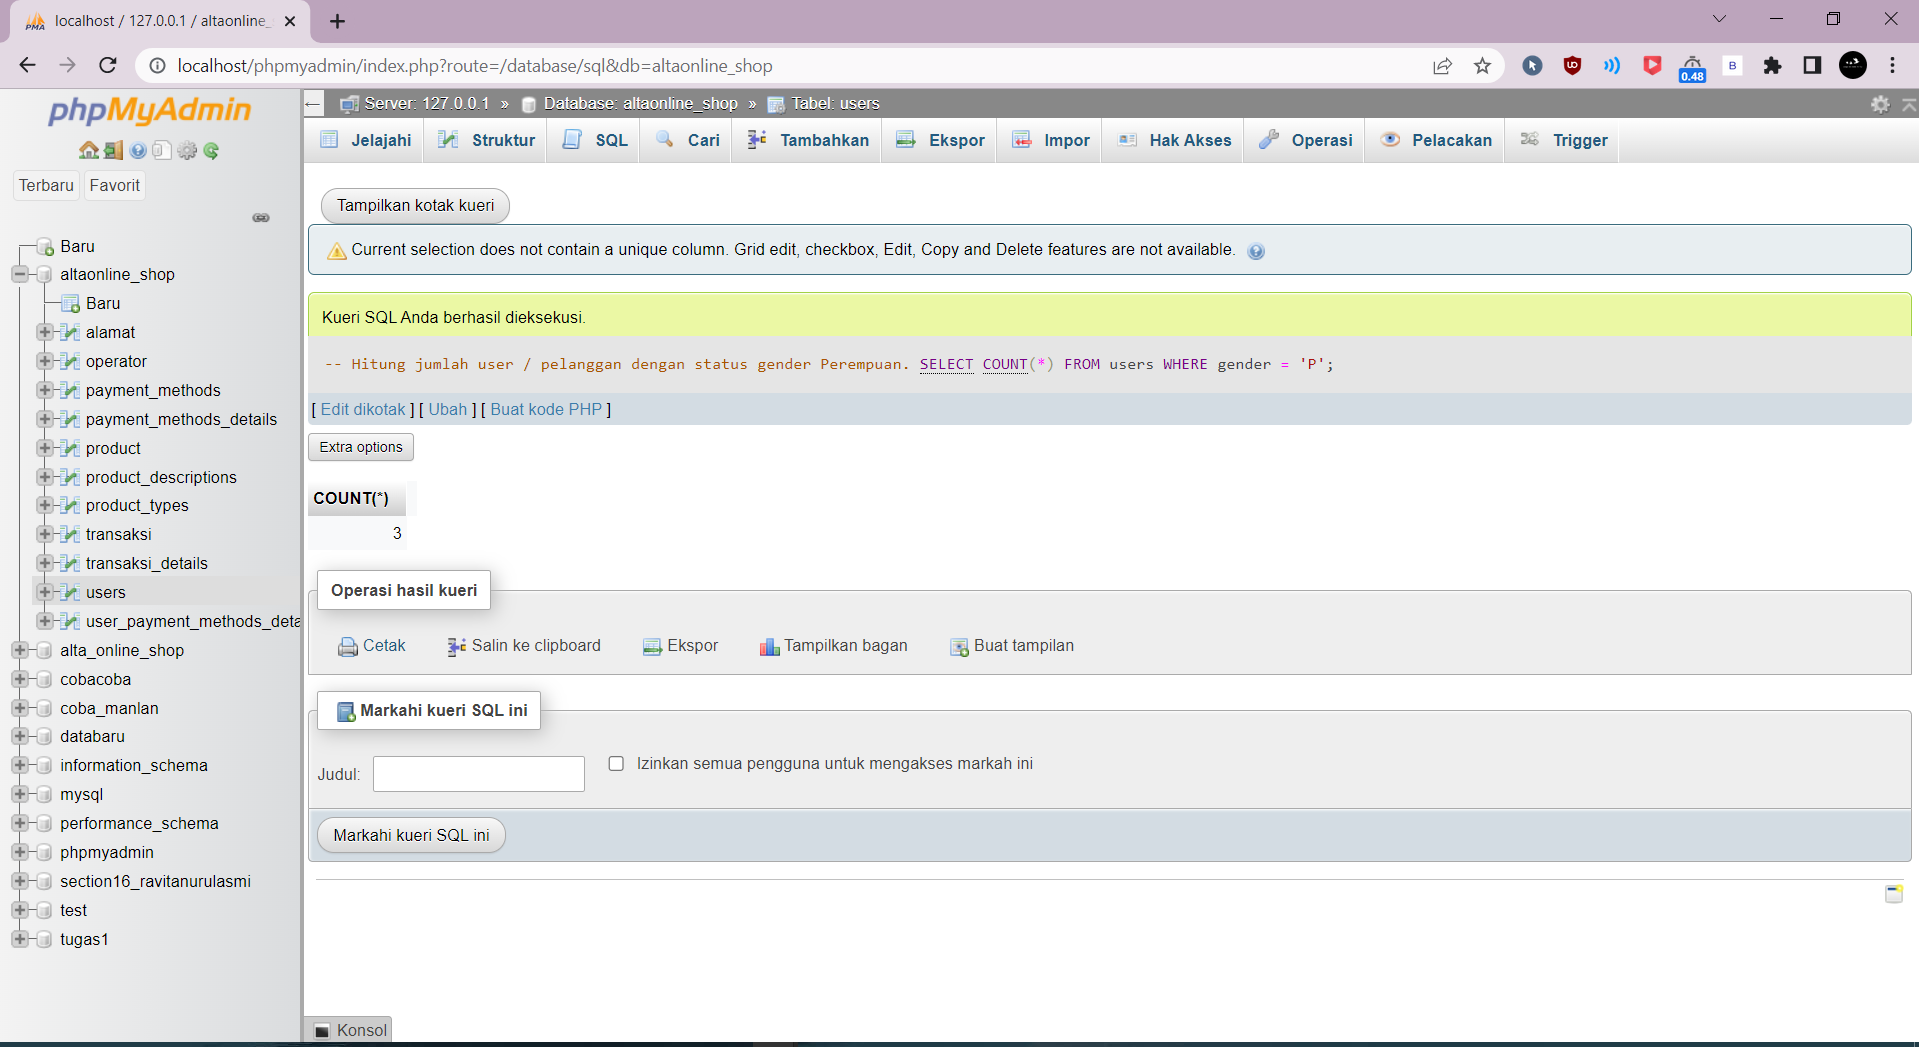 localhost / 127.0.0.1 / altaonline_
localhost/phpmyadmin/index.php?route=/database/sql&db=altaonline_shop
0.48
B
phpMyAdmin
Terbaru
Favorit
Baru
altaonline_shop
Baru
alamat
operator
payment_methods
payment_methods_details
product
product_descriptions
product_types
transaksi
transaksi_details
users
user_payment_methods_deta
alta_online_shop
cobacoba
coba_manlan
databaru
information_schema
mysql
performance_schema
phpmyadmin
section16_ravitanurulasmi
test
tugas1
Server: 127.0.0.1 » Database: altaonline_shop » Tabel: users
Jelajahi Struktur SQL Cari Tambahkan Ekspor Impor Hak Akses Operasi Pelacakan Trigger
Tampilkan kotak kueri
Current selection does not contain a unique column. Grid edit, checkbox, Edit, Copy and Delete features are not available.
Kueri SQL Anda berhasil dieksekusi.
-- Hitung jumlah user / pelanggan dengan status gender Perempuan. SELECT COUNT(*) FROM users WHERE gender = 'P';
[ Edit dikotak ] [ Ubah ] [ Buat kode PHP ]
Extra options
COUNT(*)
3
Operasi hasil kueri
Cetak Salin ke clipboard Ekspor Tampilkan bagan Buat tampilan
Markahi kueri SQL ini
Judul:
Izinkan semua pengguna untuk mengakses markah ini
Markahi kueri SQL ini
Konsol